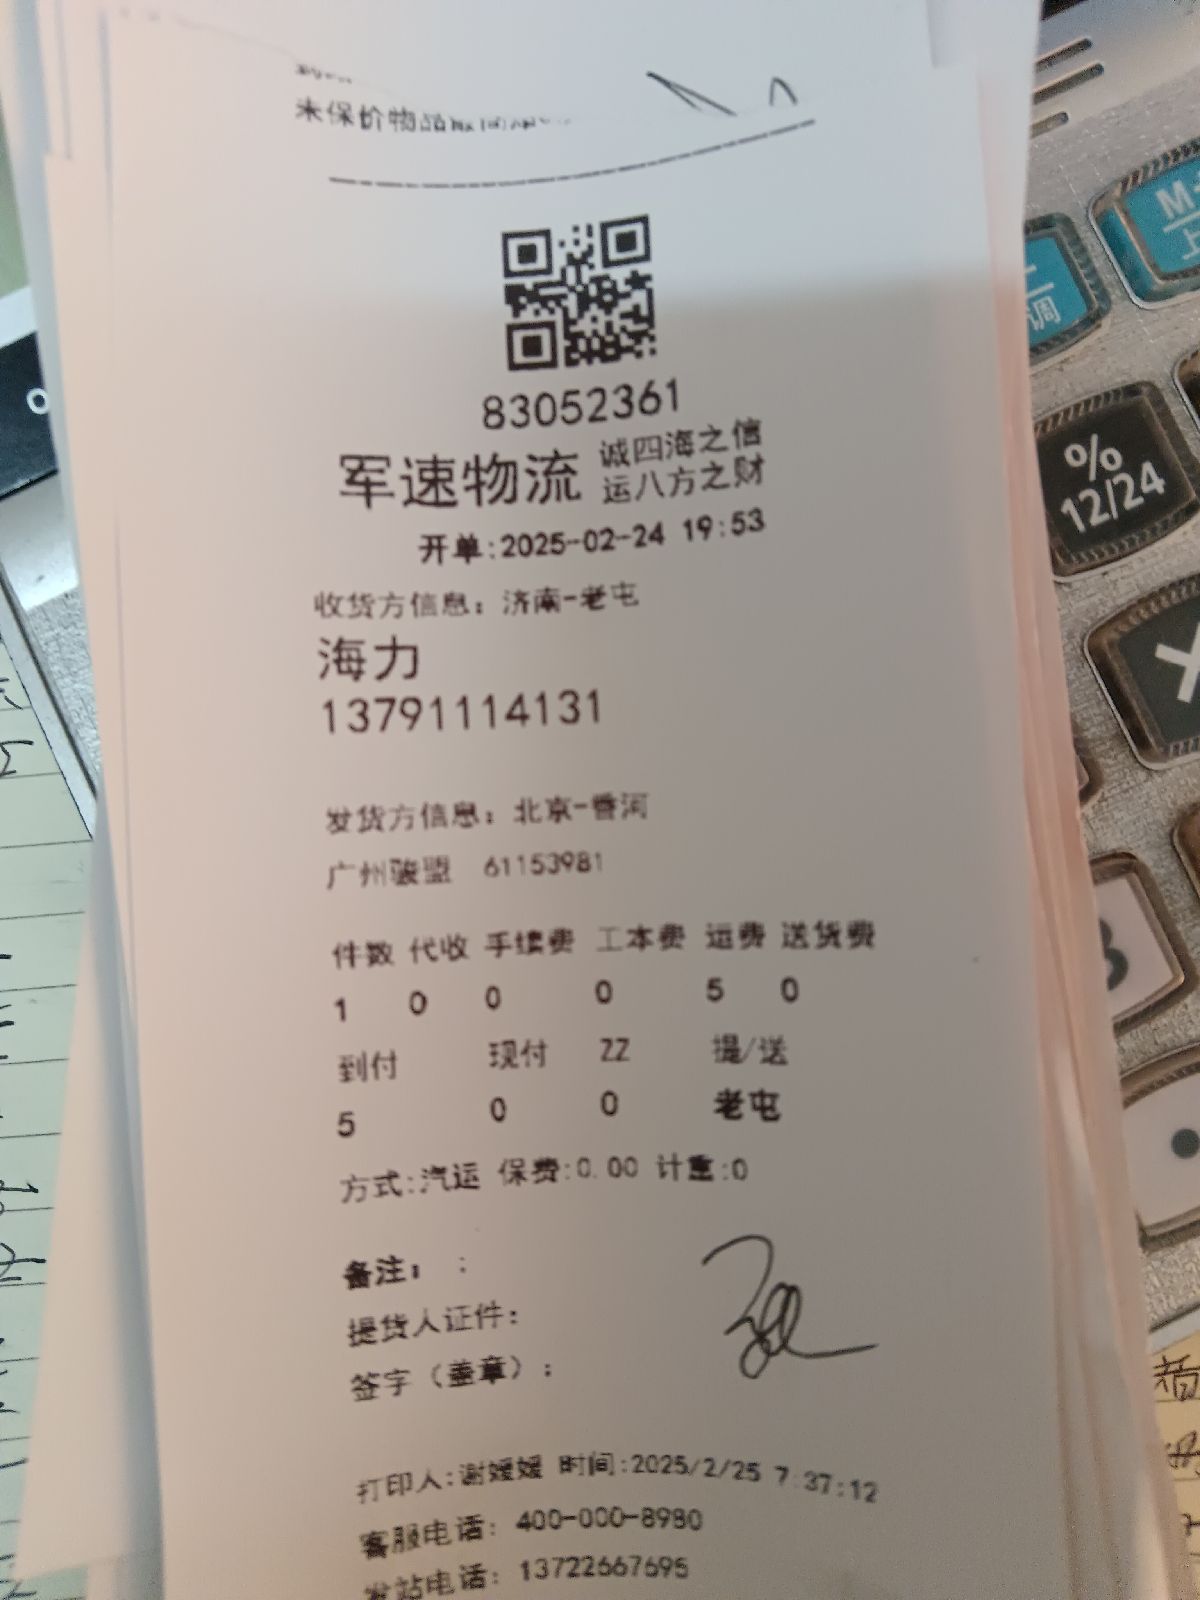 未保价物品最高
83052361
军速物流 诚四海之信
运八方之财
开单:2025-02-24 19:53
收货方信息: 济南-老屯
海力
13791114131
发货方信息: 北京-香河
广州骏盟 61153981
件数 代收 手续费 工本费 运费 送货费
1 0 0 0 5 0
到付 现付 ZZ 提/送
5 0 0 老屯
方式:汽运 保费:0.00 计重:0
备注: :
提货人证件:
签字(盖章):
打印人:谢媛媛 时间:2025/2/25 7:37:12
客服电话: 400-000-8980
发站电话: 13722667695
M
上
调
%
12/24